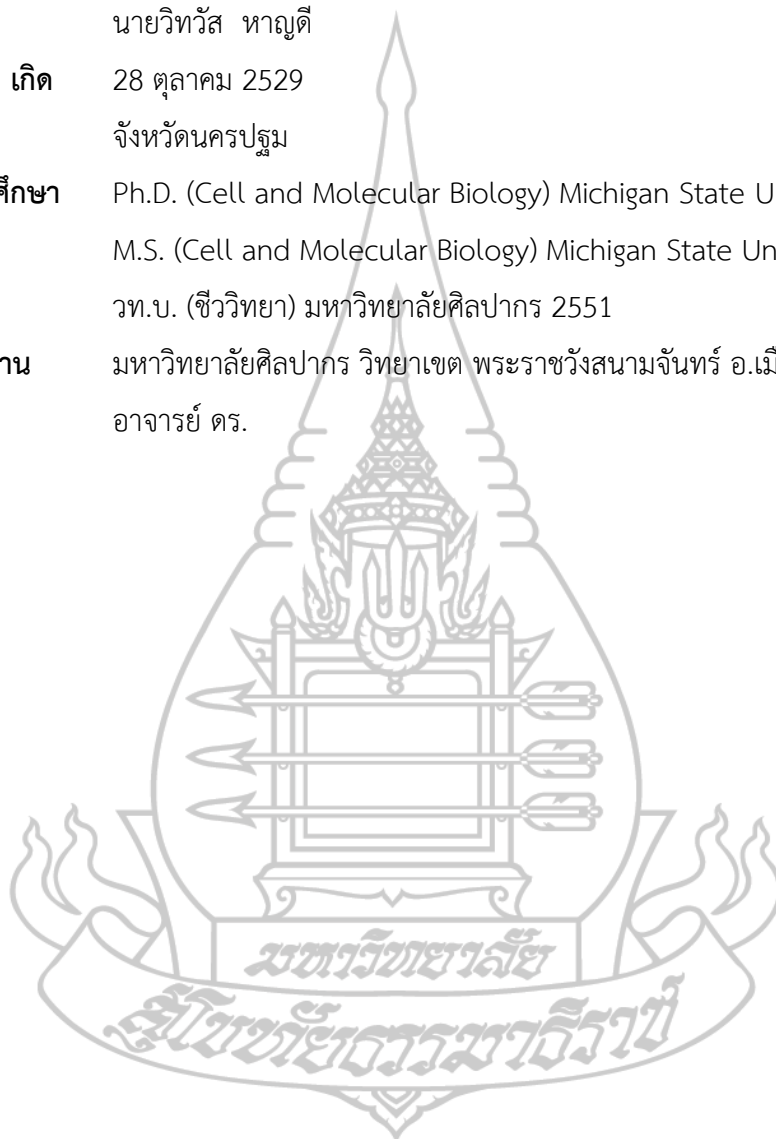 นายวิทวัส หาญดี
เกิด 28 ตุลาคม 2529
จังหวัดนครปฐม
ศึกษา Ph.D. (Cell and Molecular Biology) Michigan State U
M.S. (Cell and Molecular Biology) Michigan State Un
วท.บ. (ชีววิทยา) มหาวิทยาลัยศิลปากร 2551
าน มหาวิทยาลัยศิลปากร วิทยาเขต พระราชวังสนามจันทร์ อ.เมื
อาจารย์ ดร.
มหาวิทยาลัย
สุโขทัยธรรมาธิราช